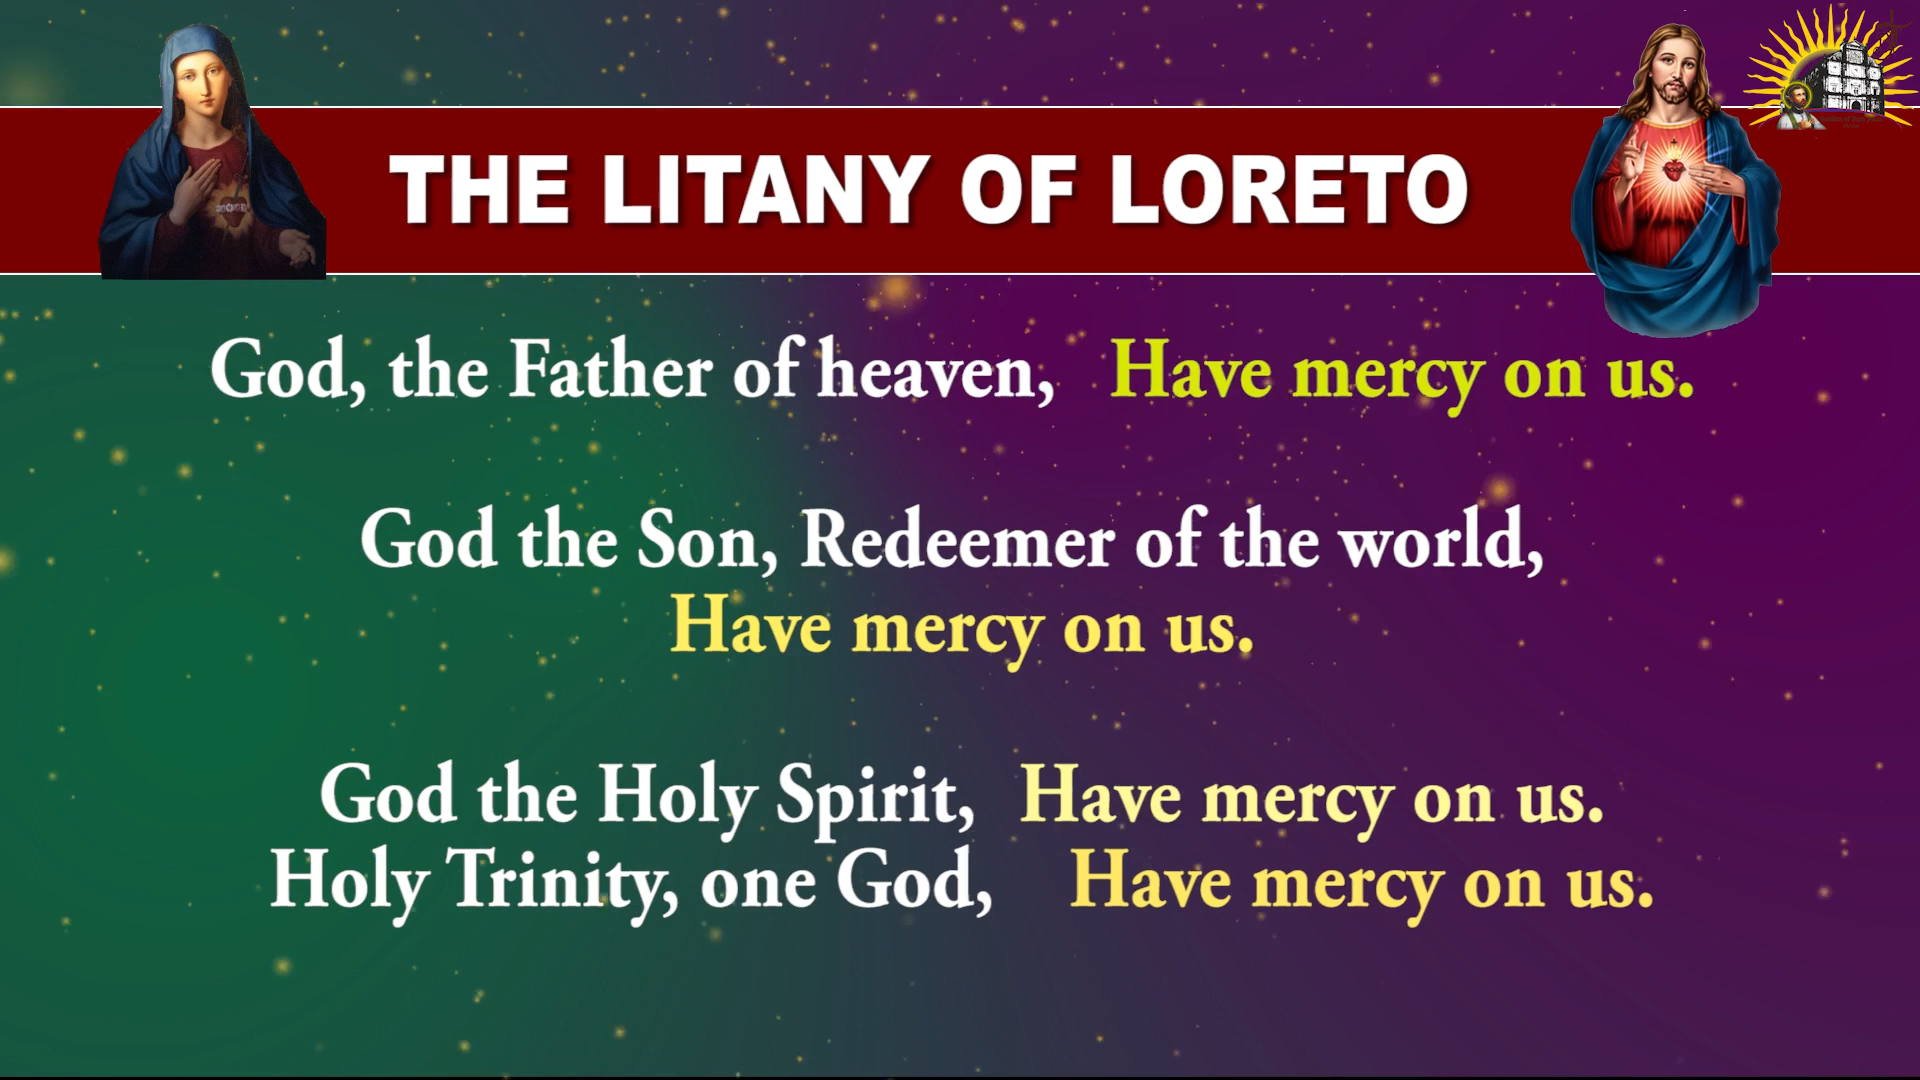 THE LITANY OF LORETO
God, the Father of heaven, Have mercy on us.
God the Son, Redeemer of the world,
Have mercy on us.
God the Holy Spirit, Have mercy on us.
Holy Trinity, one God, Have mercy on us.